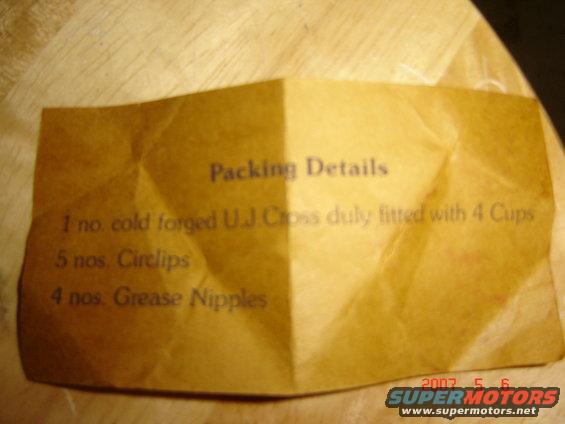 Packing Details
1 no. cold forged U.J.Cross duly fitted with 4 Cups
5 nos. Circlips
4 nos. Grease Nipples
2007 5 6
SUPERMOTORS
www.supermotors.net